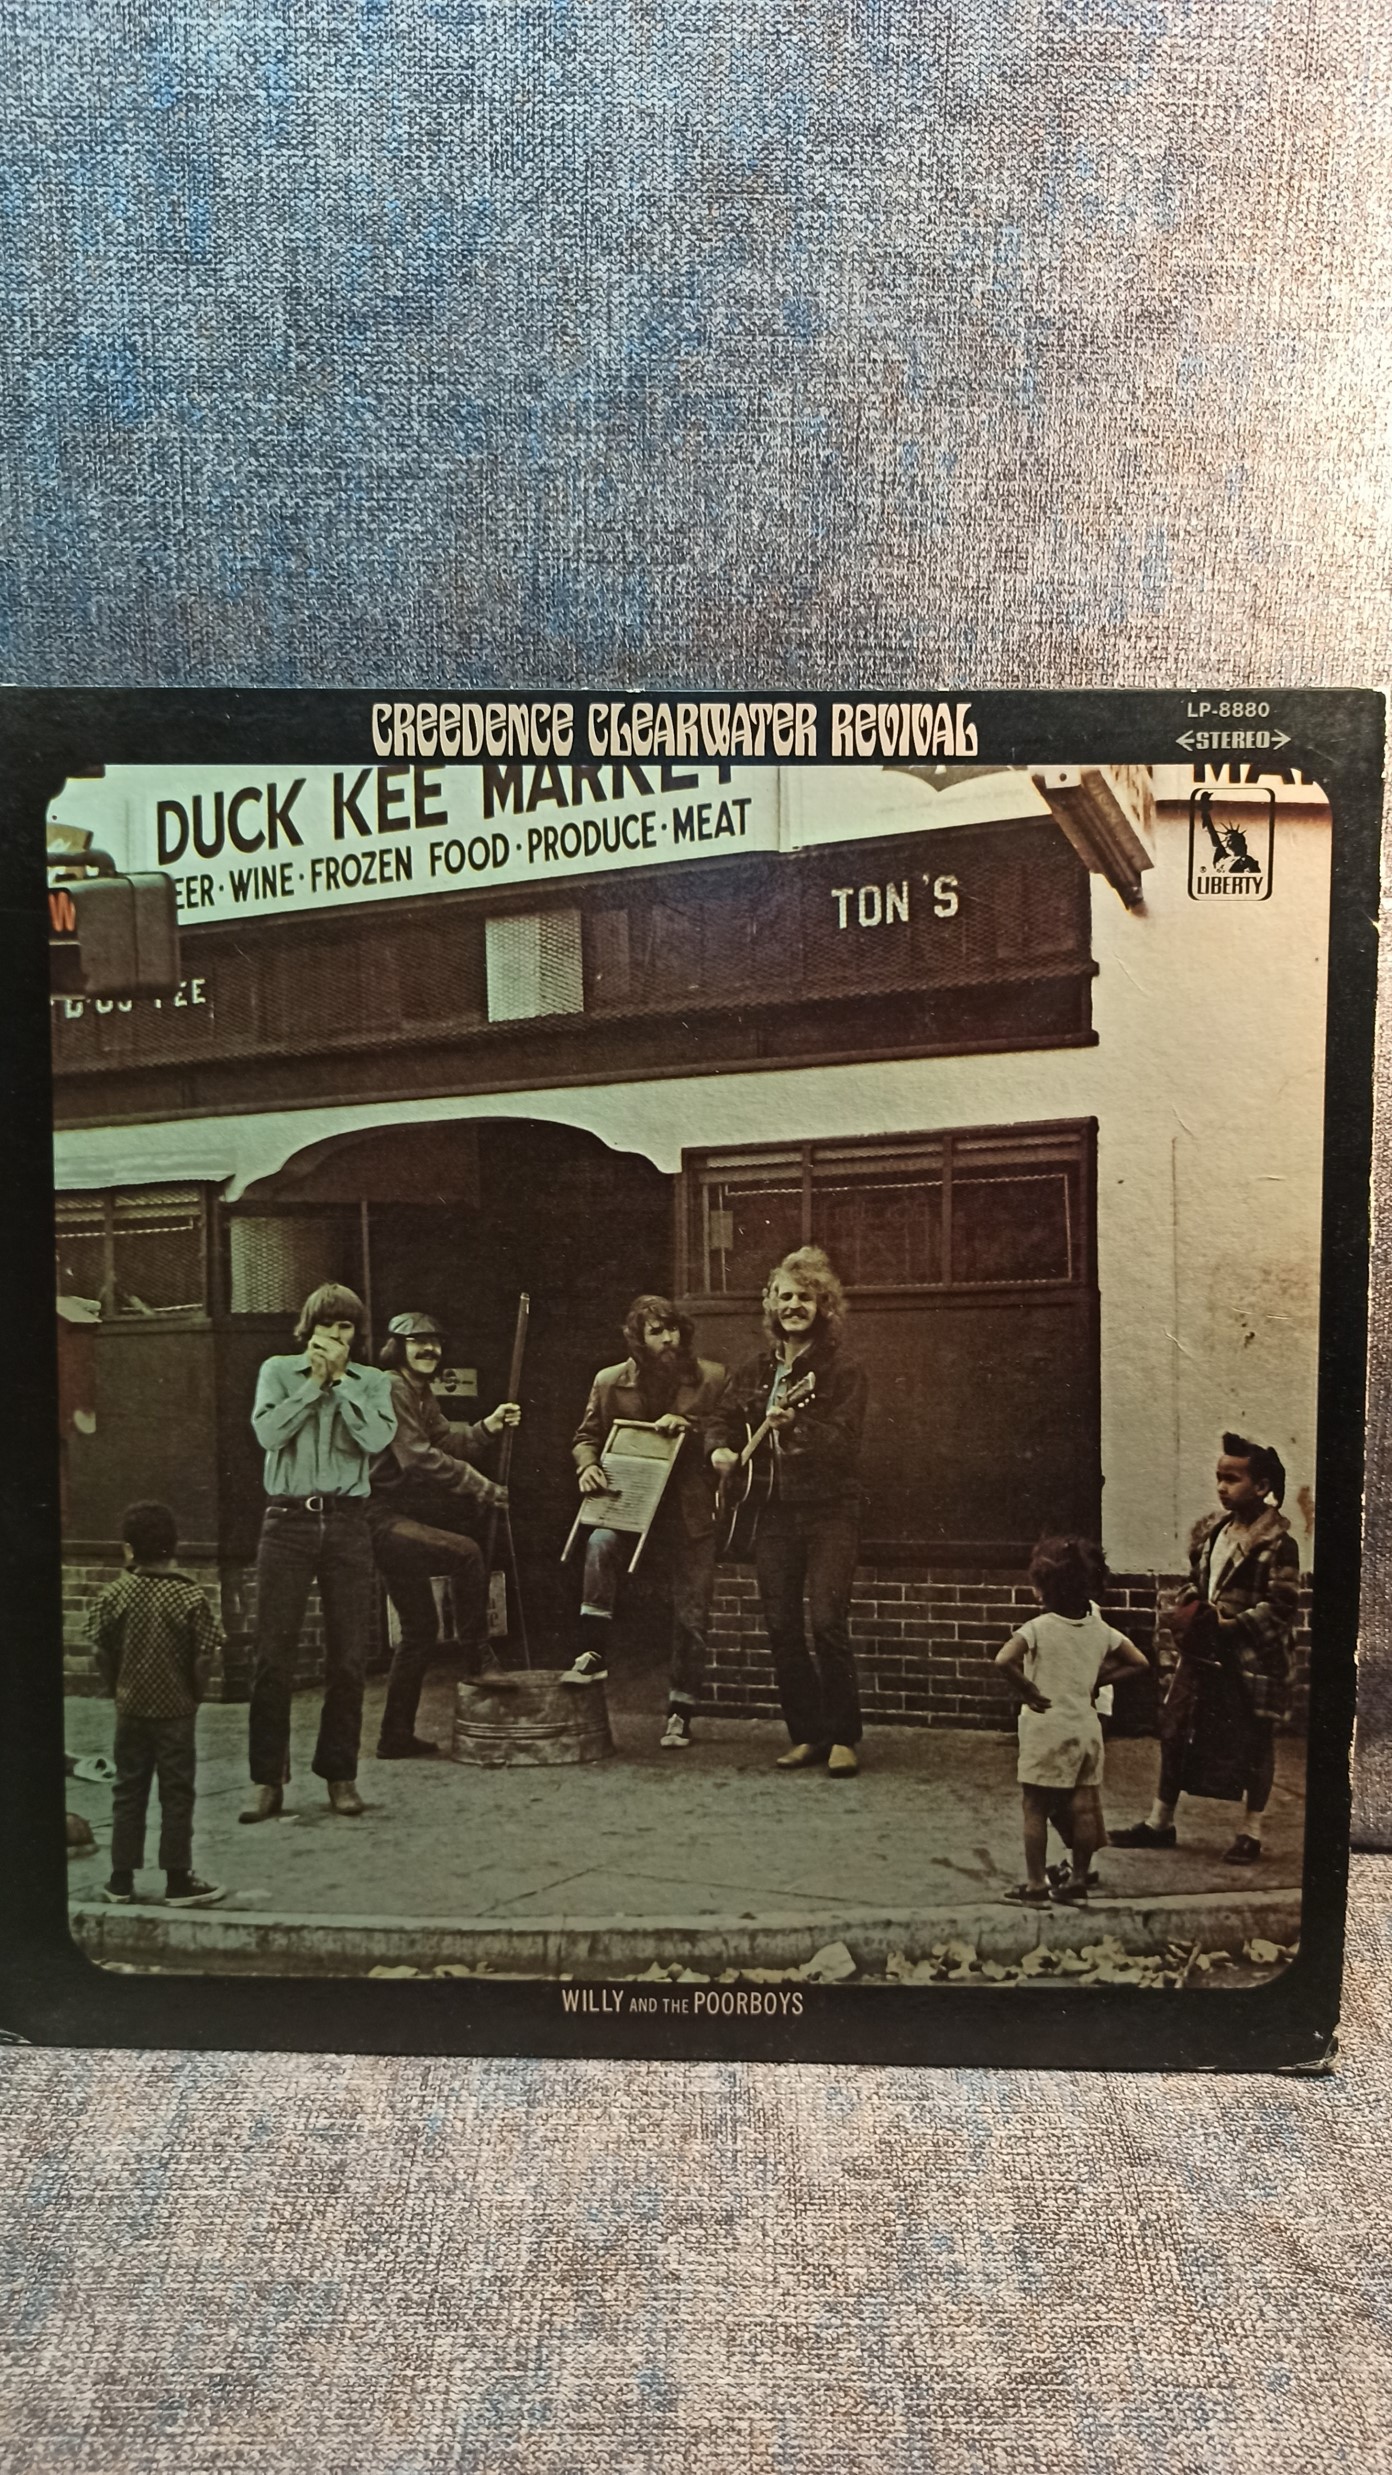 CREEDENCE CLEARWATER REVIVAL
LP-8880
STEREO
DUCK KEE MARKET
EER·WINE·FROZEN FOOD·PRODUCE·MEAT
LIBERTY
TON'S
WILLY AND THE POORBOYS